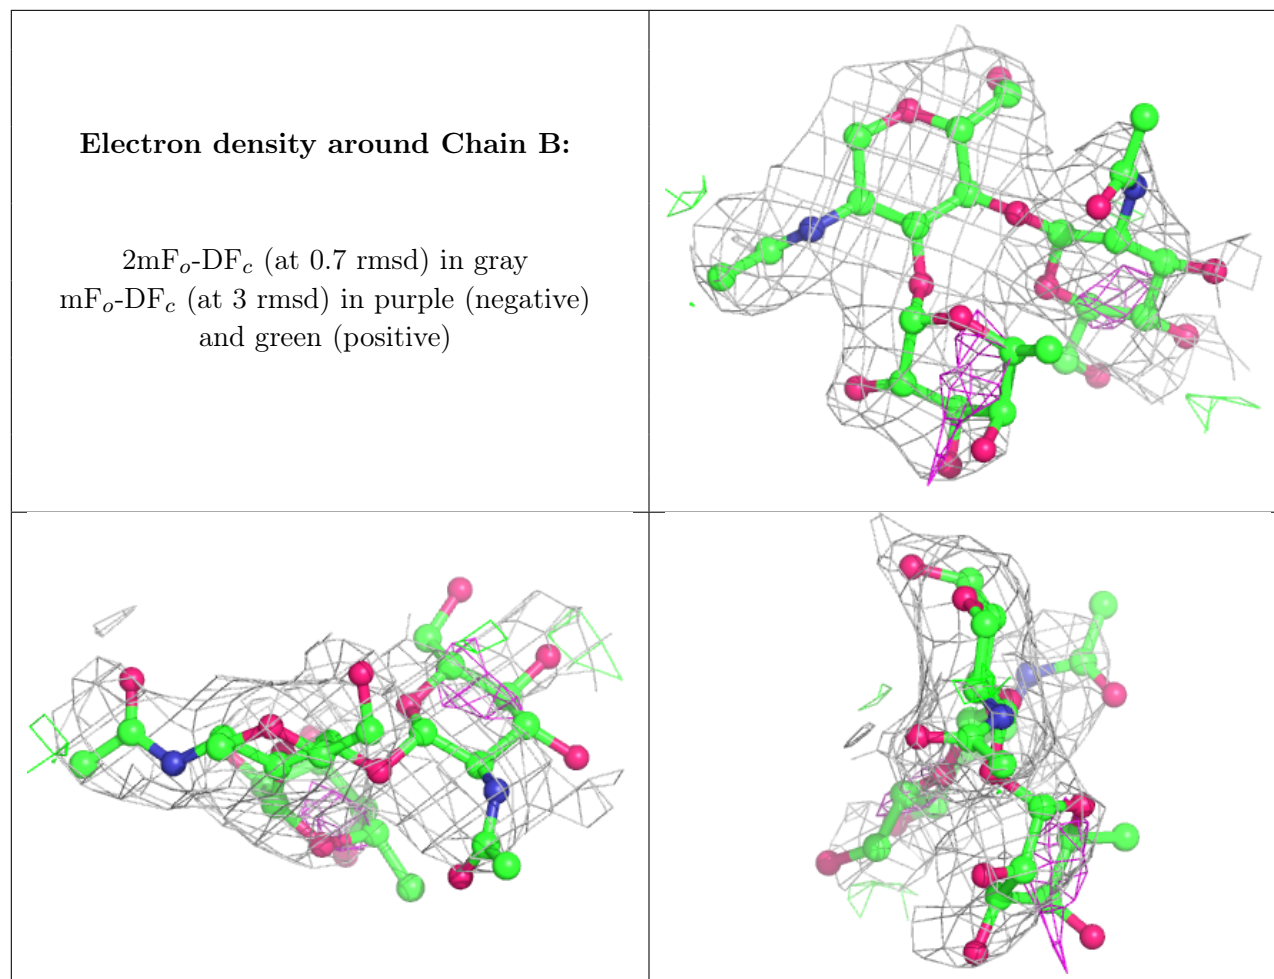 Electron density around Chain B:
2mFo-DFc (at 0.7 rmsd) in gray
mFo-DFc (at 3 rmsd) in purple (negative)
and green (positive)